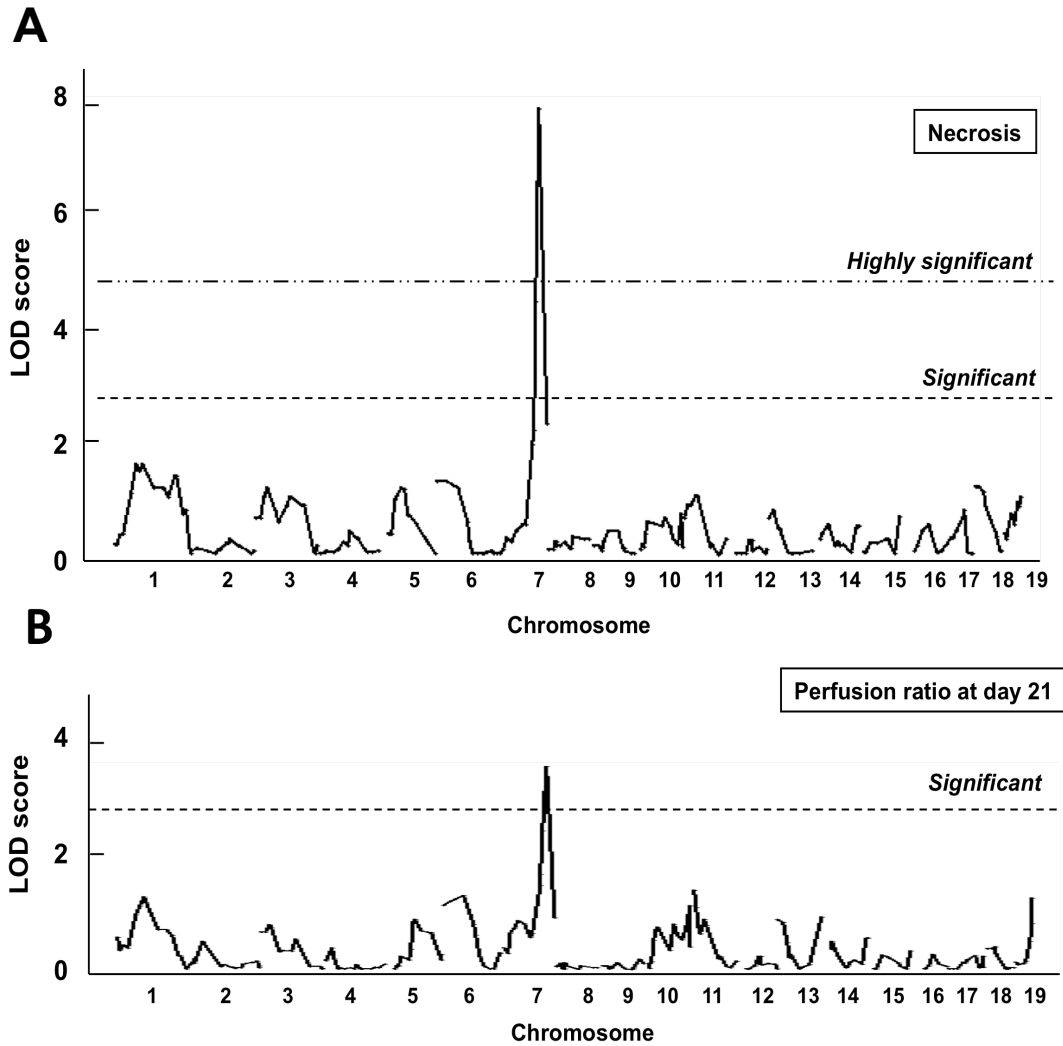 A
8
Necrosis
6
Highly significant
LOD score
4
Significant
2
0
1 2 3 4 5 6 7 8 9 10 11 12 13 14 15 16 17 18 19
Chromosome
B
Perfusion ratio at day 21
4
Significant
LOD score
2
0
1 2 3 4 5 6 7 8 9 10 11 12 13 14 15 16 17 18 19
Chromosome